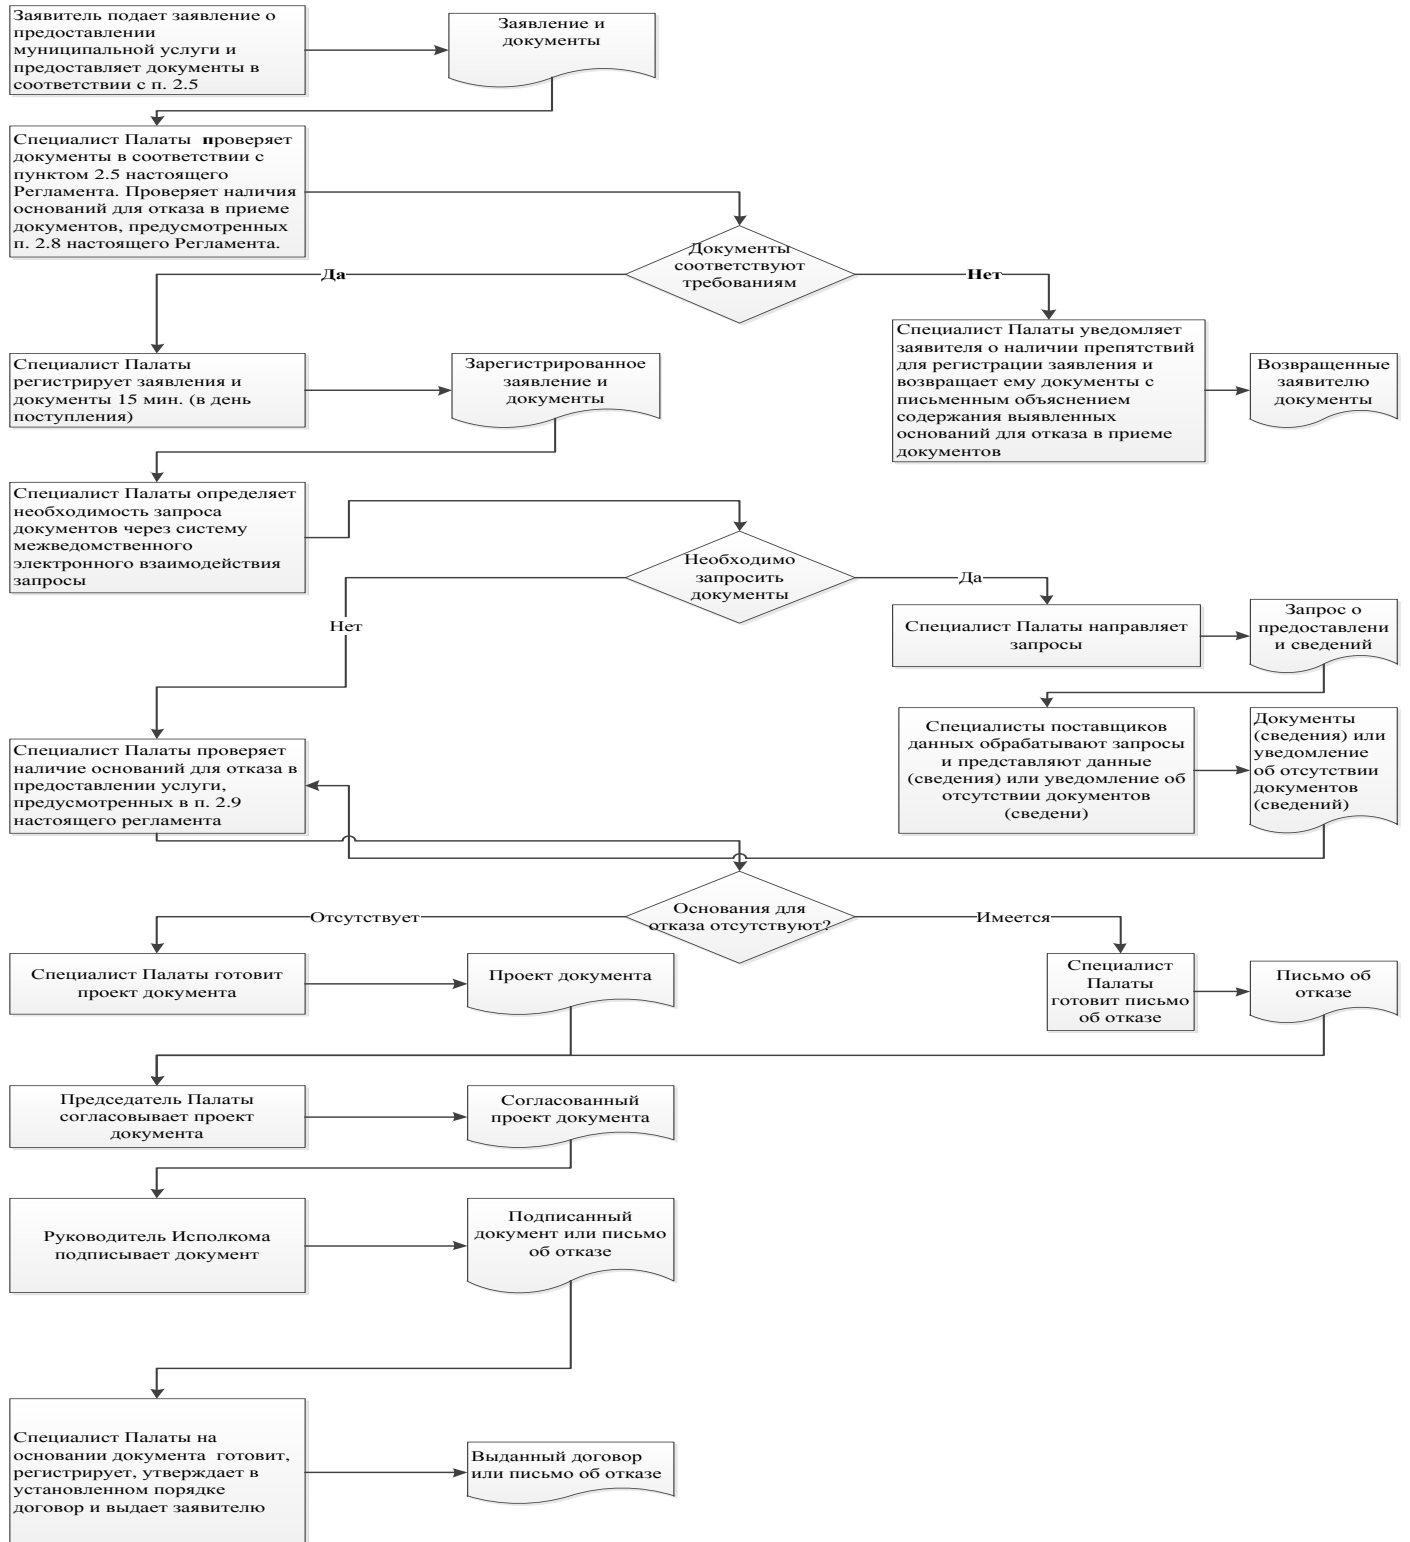 Заявитель подает заявление о
предоставлении
муниципальной услуги и
предоставляет документы в
соответствии с п. 2.5
Заявление и
документы
Специалист Палаты проверяет
документы в соответствии с
пунктом 2.5 настоящего
Регламента. Проверяет наличия
оснований для отказа в приеме
документов, предусмотренных
п. 2.8 настоящего Регламента.
Документы
соответствуют
требованиям
Да
Нет
Специалист Палаты
регистрирует заявления и
документы 15 мин. (в день
поступления)
Зарегистрированное
заявление и
документы
Специалист Палаты уведомляет
заявителя о наличии препятствий
для регистрации заявления и
возвращает ему документы с
письменным объяснением
содержания выявленных
оснований для отказа в приеме
документов
Возвращенные
заявителю
документы
Специалист Палаты определяет
необходимость запроса
документов через систему
межведомственного
электронного взаимодействия
запросы
Необходимо
запросить
документы
Да
Нет
Специалист Палаты направляет
запросы
Запрос о
предоставлени
и сведений
Специалисты поставщиков
данных обрабатывают запросы
и представляют данные
(сведения) или уведомление об
отсутствии документов
(сведени)
Документы
(сведения) или
уведомление
об отсутствии
документов
(сведений)
Специалист Палаты проверяет
наличие оснований для отказа в
предоставлении услуги,
предусмотренных в п. 2.9
настоящего регламента
Основания для
отказа отсутствуют?
Отсутствует
Имеется
Специалист Палаты готовит
проект документа
Проект документа
Специалист
Палаты
готовит письмо
об отказе
Письмо об
отказе
Председатель Палаты
согласовывает проект
документа
Согласованный
проект документа
Руководитель Исполкома
подписывает документ
Подписанный
документ или письмо
об отказе
Специалист Палаты на
основании документа готовит,
регистрирует, утверждает в
установленном порядке
договор и выдает заявителю
Выданный договор
или письмо об отказе